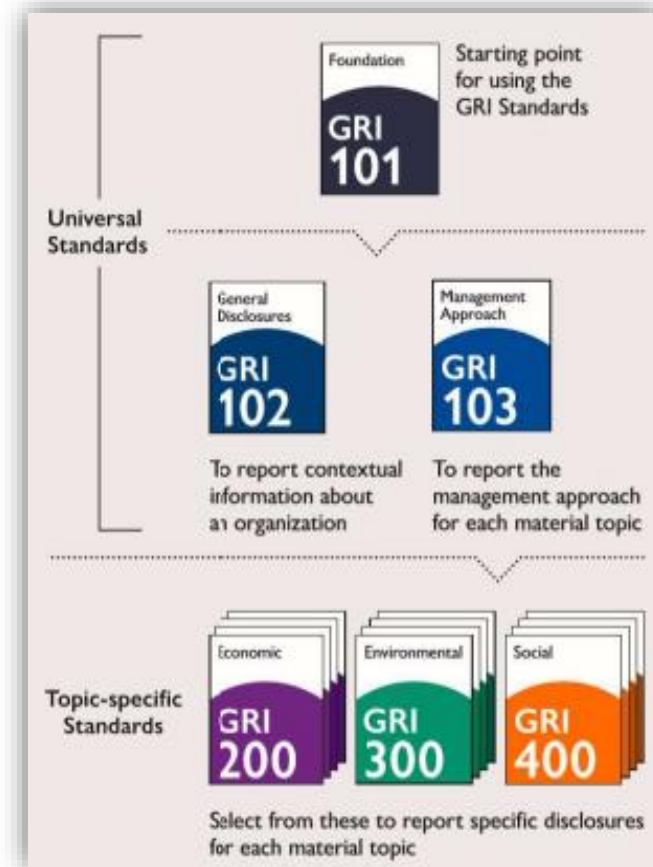 Foundation
GRI
101
Starting point
for using the
GRI Standards
Universal
Standards
General
Disclosures
GRI
102
Management
Approach
GRI
103
To report contextual
information about
an organization
To report the
management approach
for each material topic
Topic-specific
Standards
Economic
GRI
200
Environmental
GRI
300
Social
GRI
400
Select from these to report specific disclosures
for each material topic